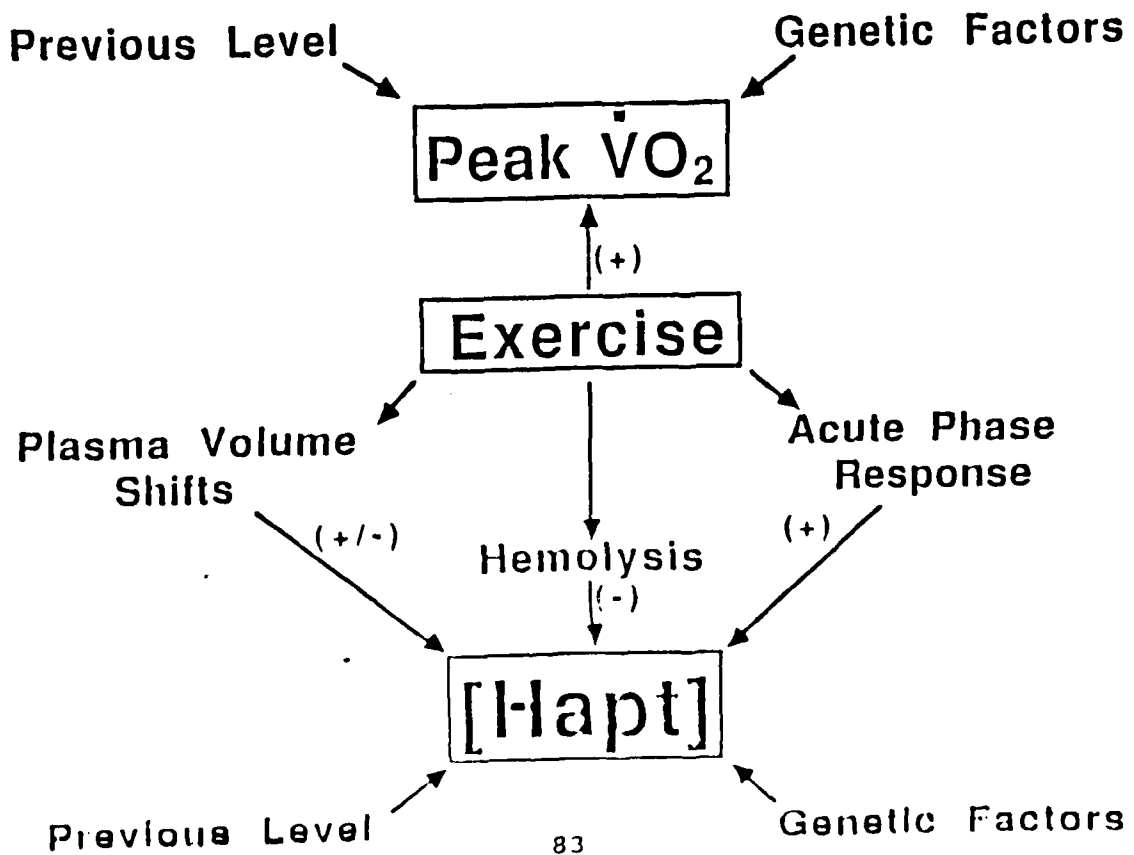 Previous Level
Genetic Factors
Peak V̇O₂
(+)
Exercise
Plasma Volume
Shifts
Acute Phase
Response
(+/-)
(+)
Hemolysis
(-)
[Hapt]
Previous Level
Genetic Factors
83